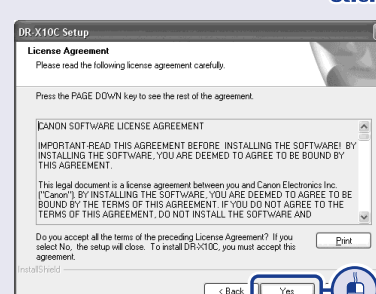 DR-X10C Setup
License Agreement
Please read the following license agreement carefully.
Press the PAGE DOWN key to see the rest of the agreement.
CANON SOFTWARE LICENSE AGREEMENT
IMPORTANT-READ THIS AGREEMENT BEFORE INSTALLING THE SOFTWARE! BY
INSTALLING THE SOFTWARE, YOU ARE DEEMED TO AGREE TO BE BOUND BY
THIS AGREEMENT.
This legal document is a license agreement between you and Canon Electronics Inc.
("Canon"). BY INSTALLING THE SOFTWARE, YOU ARE DEEMED TO AGREE TO BE
BOUND BY THE TERMS OF THIS AGREEMENT. IF YOU DO NOT AGREE TO THE
TERMS OF THIS AGREEMENT, DO NOT INSTALL THE SOFTWARE AND
Do you accept all the terms of the preceding License Agreement? If you
select No, the setup will close. To install DR-X10C, you must accept this
agreement.
Print
InstallShield
< Back
Yes